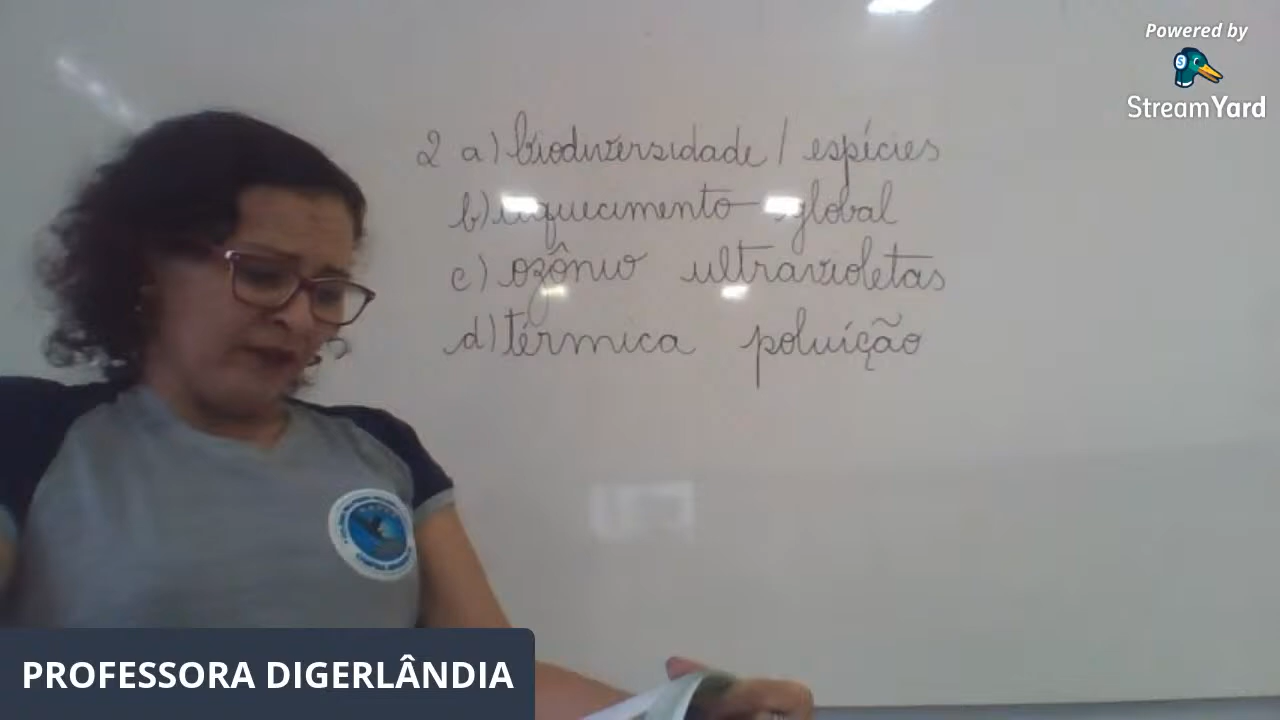 Powered by
StreamYard
2 a) biodiversidade / espécies
b) aquecimento global
c) ozônio ultravioletas
d) térmica poluição
PROFESSORA DIGERLÂNDIA